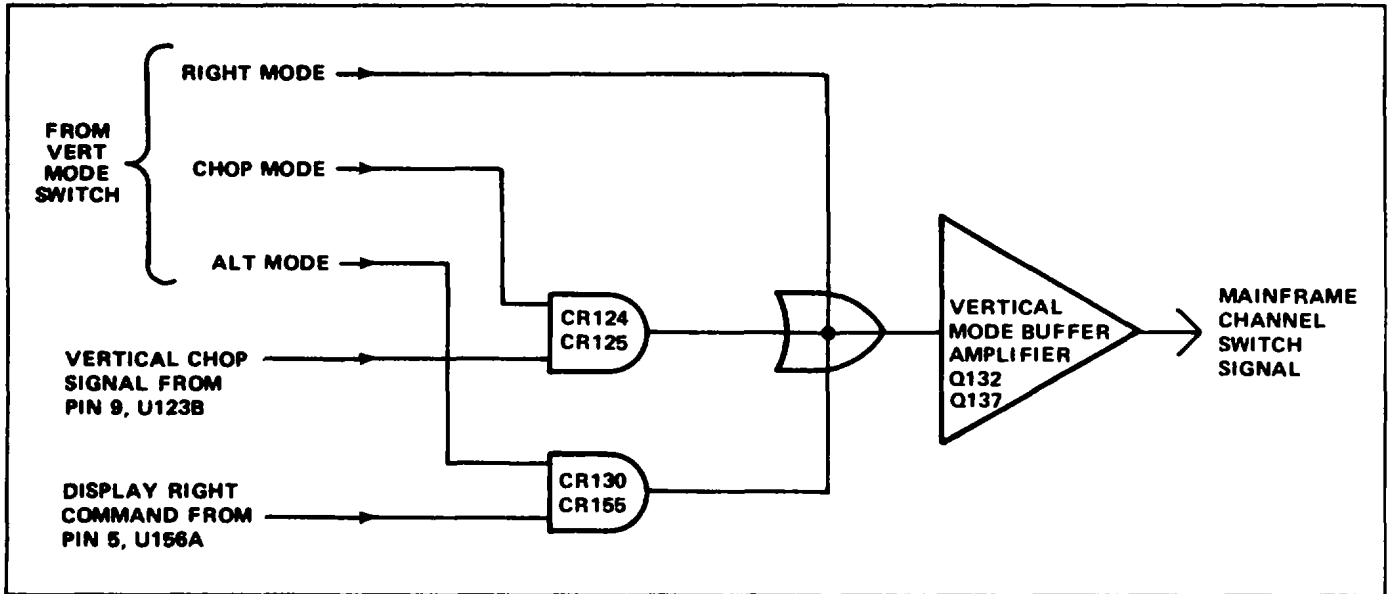 FROM
VERT
MODE
SWITCH
RIGHT MODE
CHOP MODE
ALT MODE
VERTICAL CHOP
SIGNAL FROM
PIN 9, U123B
DISPLAY RIGHT
COMMAND FROM
PIN 5, U156A
CR124
CR125
CR130
CR155
VERTICAL
MODE BUFFER
AMPLIFIER
Q132
Q137
MAINFRAME
CHANNEL
SWITCH
SIGNAL